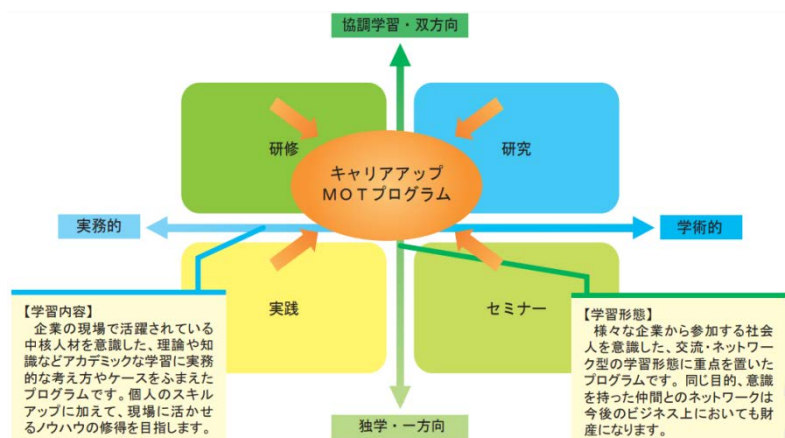 協調学習・双方向
研修
研究
キャリアアップ
MOTプログラム
実務的
学術的
実践
セミナー
【学習内容】
企業の現場で活躍されている
中核人材を意識した、理論や知
識などアカデミックな学習に実務
的な考え方やケースをふまえた
プログラムです。個人のスキル
アップに加えて、現場に活かせ
るノウハウの修得を目指します。
【学習形態】
様々な企業から参加する社会
人を意識した、交流・ネットワー
ク型の学習形態に重点を置いた
プログラムです。同じ目的、意識
を持った仲間とのネットワークは
今後のビジネス上においても財
産になります。
独学・一方向